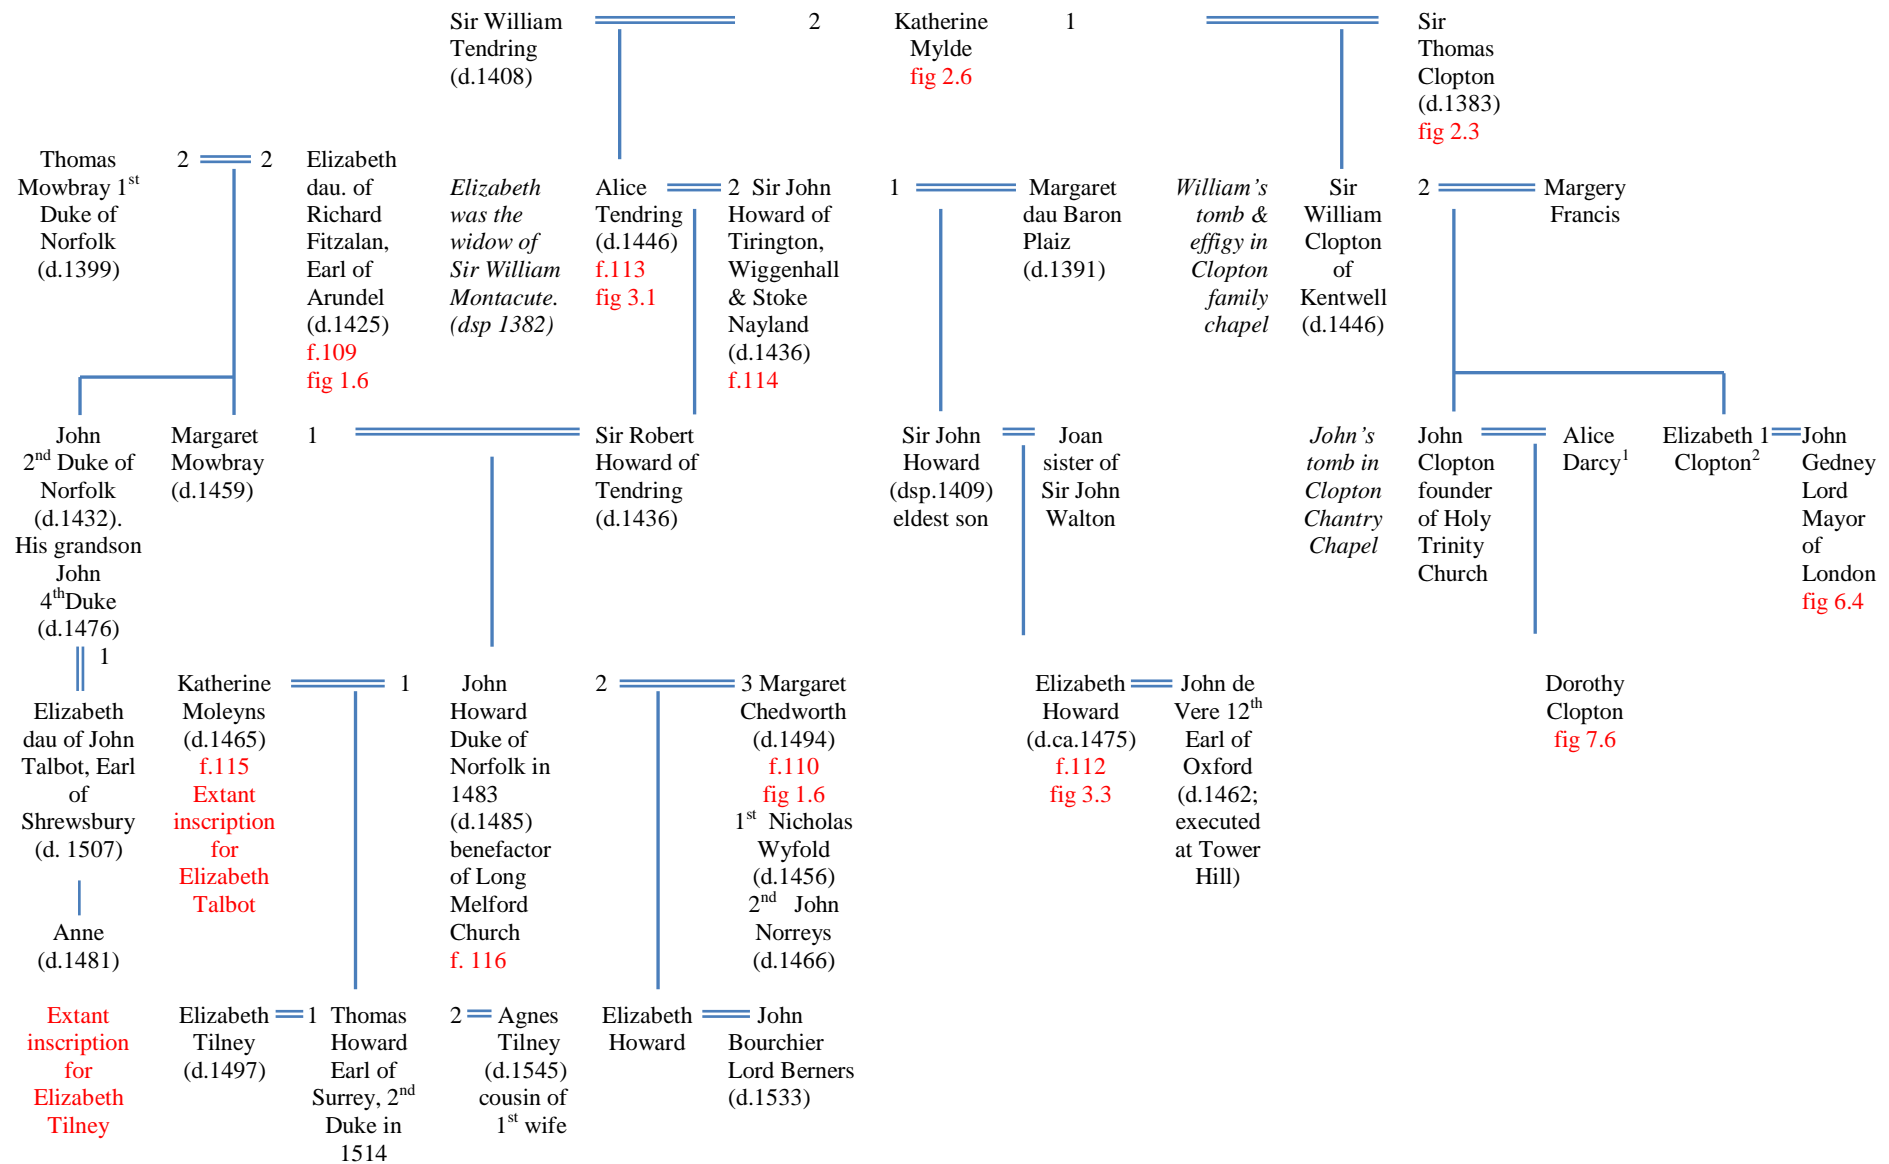 Sir William
Tendring
(d.1408)
2
Katherine
Mylde
fig 2.6
1
Sir
Thomas
Clopton
(d.1383)
fig 2.3
Thomas
Mowbray 1st
Duke of
Norfolk
(d.1399)
2
2
Elizabeth
dau. of
Richard
Fitzalan,
Earl of
Arundel
(d.1425)
f.109
fig 1.6
Elizabeth
was the
widow of
Sir William
Montacute.
(dsp 1382)
Alice
Tendring
(d.1446)
f.113
fig 3.1
2 Sir John
Howard of
Tirington,
Wiggenhall
& Stoke
Nayland
(d.1436)
f.114
1
Margaret
dau Baron
Plaiz
(d.1391)
William’s
tomb &
effigy in
Clopton
family
chapel
Sir
William
Clopton
of
Kentwell
(d.1446)
2
Margery
Francis
John
2nd Duke of
Norfolk
(d.1432).
His grandson
John
4thDuke
(d.1476)
Margaret
Mowbray
(d.1459)
1
Sir Robert
Howard of
Tendring
(d.1436)
Sir John
Howard
(dsp.1409)
eldest son
Joan
sister of
Sir John
Walton
John’s
tomb in
Clopton
Chantry
Chapel
John
Clopton
founder
of Holy
Trinity
Church
Alice
Darcy1
Elizabeth 1
Clopton2
John
Gedney
Lord
Mayor
of
London
fig 6.4
1
Elizabeth
dau of John
Talbot, Earl
of
Shrewsbury
(d. 1507)
Katherine
Moleyns
(d.1465)
f.115
Extant
inscription
for
Elizabeth
Talbot
1
John
Howard
Duke of
Norfolk in
1483
(d.1485)
benefactor
of Long
Melford
Church
f. 116
2
3 Margaret
Chedworth
(d.1494)
f.110
fig 1.6
1st Nicholas
Wyfold
(d.1456)
2nd John
Norreys
(d.1466)
Elizabeth
Howard
(d.ca.1475)
f.112
fig 3.3
John de
Vere 12th
Earl of
Oxford
(d.1462;
executed
at Tower
Hill)
Dorothy
Clopton
fig 7.6
Anne
(d.1481)
Extant
inscription
for
Elizabeth
Tilney
Elizabeth
Tilney
(d.1497)
1 Thomas
Howard
Earl of
Surrey, 2nd
Duke in
1514
2
Agnes
Tilney
(d.1545)
cousin of
1st wife
Elizabeth
Howard
John
Bourchier
Lord Berners
(d.1533)